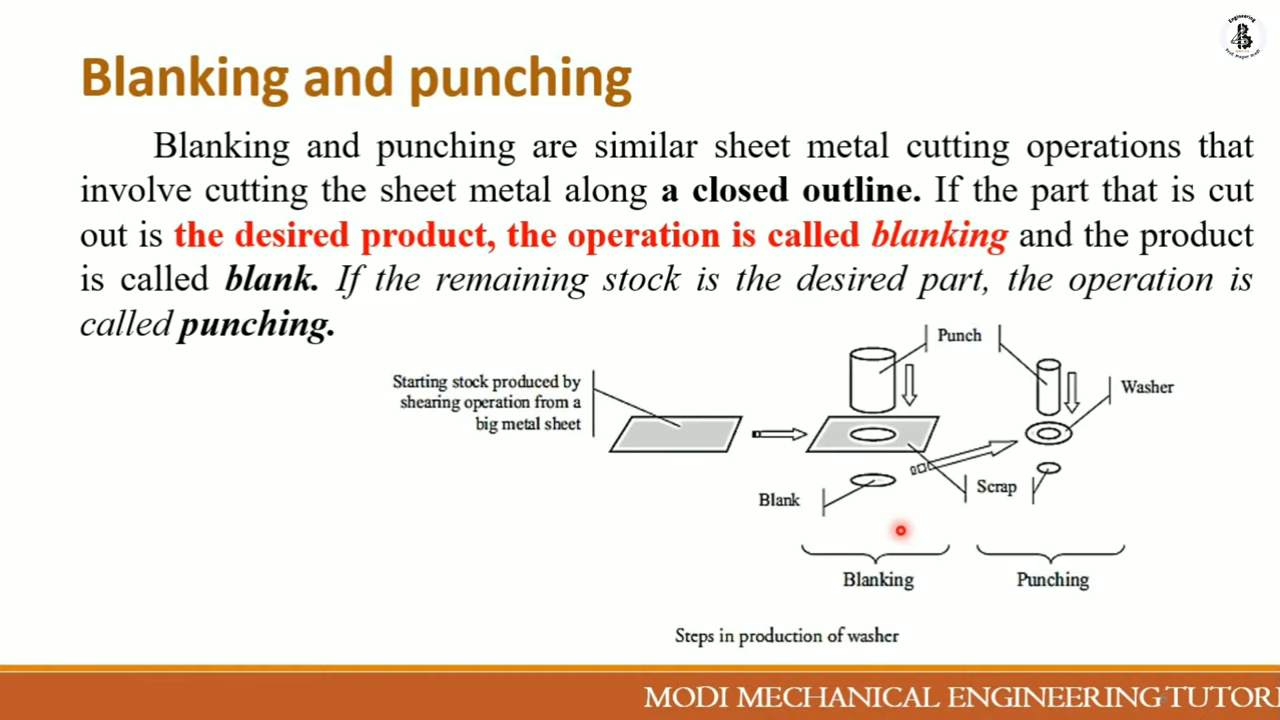 Engineering
Blanking and punching
Blanking and punching are similar sheet metal cutting operations that
involve cutting the sheet metal along a closed outline. If the part that is cut
out is the desired product, the operation is called blanking and the product
is called blank. If the remaining stock is the desired part, the operation is
called punching.
Punch
Starting stock produced by
shearing operation from a
big metal sheet
Washer
Blank
Scrap
Blanking
Punching
Steps in production of washer
MODI MECHANICAL ENGINEERING TUTORI